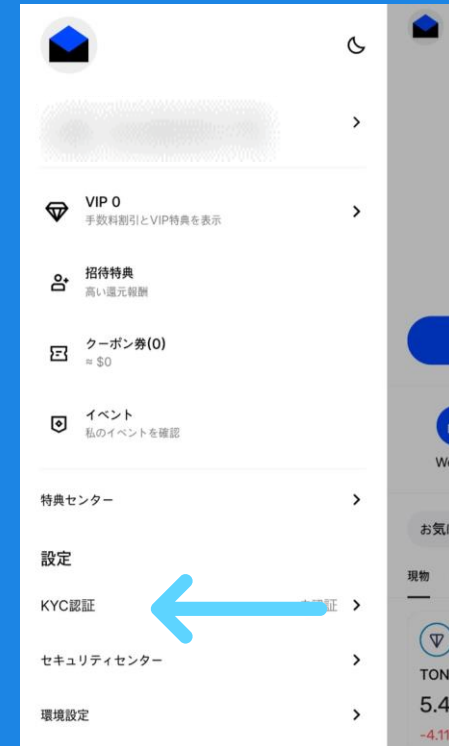 VIP 0
手数料割引とVIP特典を表示
招待特典
高い還元報酬
クーポン券(0)
≈ $0
イベント
私のイベントを確認
特典センター
設定
KYC認証
セキュリティセンター
環境設定
現物
TON
5.4
-4.11